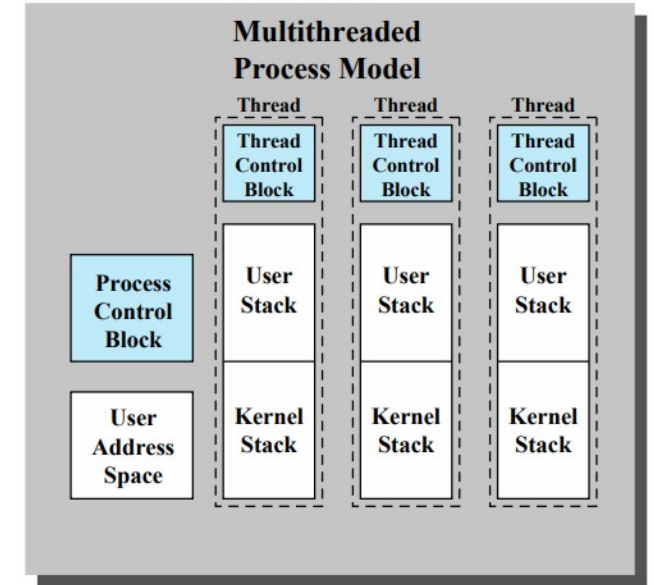 Multithreaded
Process Model
Thread
Thread
Control
Block
User
Stack
Kernel
Stack
Thread
Thread
Control
Block
User
Stack
Kernel
Stack
Thread
Thread
Control
Block
User
Stack
Kernel
Stack
Process
Control
Block
User
Address
Space